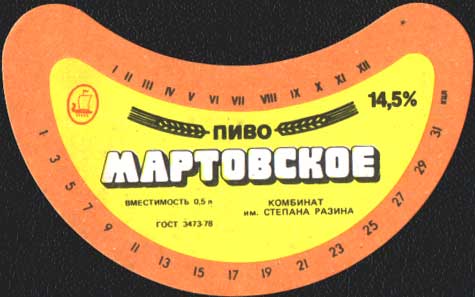 I II III IV V VI VII VIII IX X XI XII
14,5%
ПИВО
МАРТОВСКОЕ
ВМЕСТИМОСТЬ 0,5 л
ГОСТ 3473-78
КОМБИНАТ
им. СТЕПАНА РАЗИНА
1 3 5 7 9 11 13 15 17 19 21 23 25 27 29 31